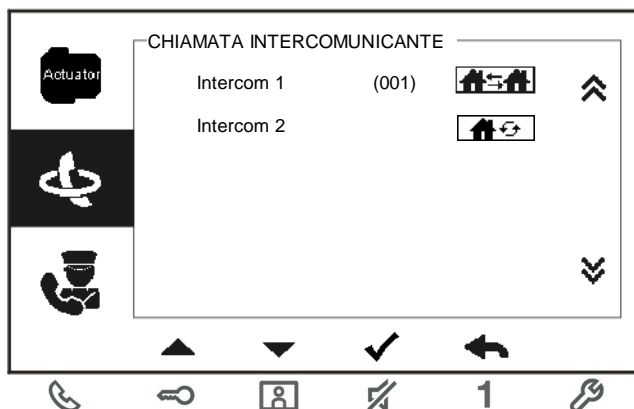 Actuator
CHIAMATA INTERCOMUNICANTE
Intercom 1 (001)
Intercom 2
1